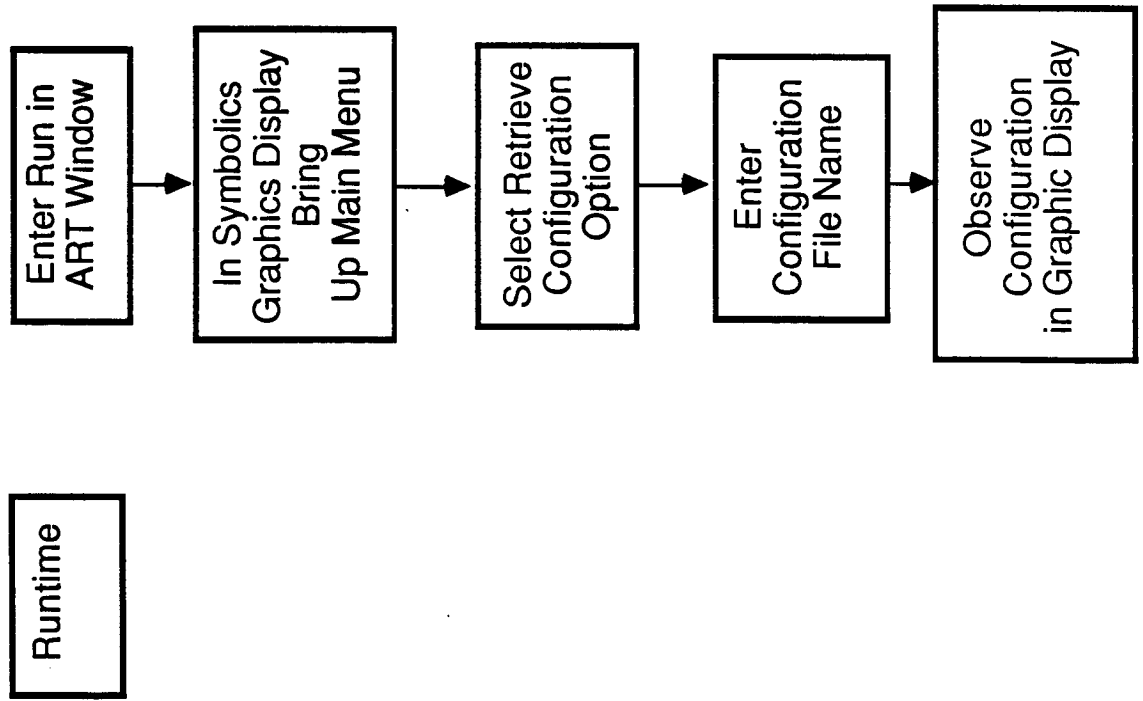 Runtime
Enter Run in
ART Window
In Symbolics
Graphics Display
Bring
Up Main Menu
Select Retrieve
Configuration
Option
Enter
Configuration
File Name
Observe
Configuration
in Graphic Display